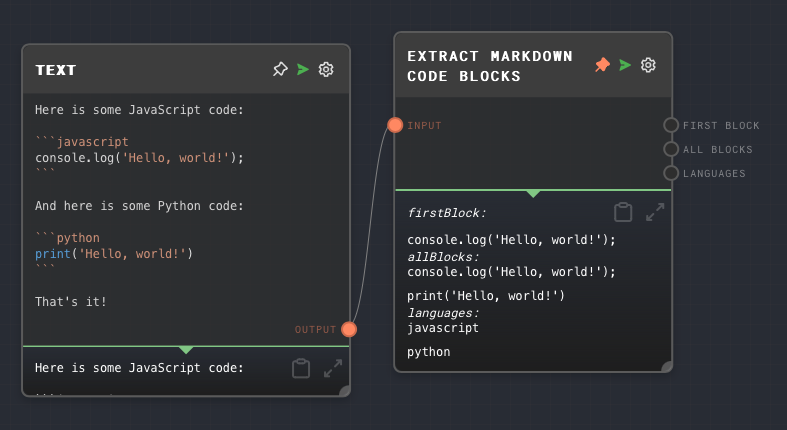 TEXT
Here is some JavaScript code:
```javascript
console.log('Hello, world!');
```
And here is some Python code:
```python
print('Hello, world!')
```
That's it!
OUTPUT
Here is some JavaScript code:
EXTRACT MARKDOWN
CODE BLOCKS
INPUT
FIRST BLOCK
ALL BLOCKS
LANGUAGES
firstBlock:
console.log('Hello, world!');
allBlocks:
console.log('Hello, world!');
print('Hello, world!')
languages:
javascript
python